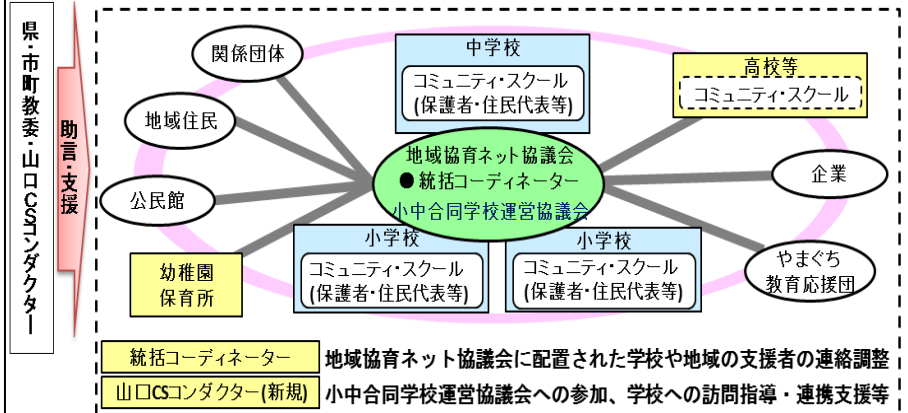 県・市町教委・山口CSコンダクター
助言・支援
関係団体
地域住民
公民館
幼稚園
保育所
中学校
コミュニティ・スクール
(保護者・住民代表等)
高校等
コミュニティ・スクール
地域協育ネット協議会
●統括コーディネーター
小中合同学校運営協議会
企業
やまぐち
教育応援団
小学校
コミュニティ・スクール
(保護者・住民代表等)
小学校
コミュニティ・スクール
(保護者・住民代表等)
統括コーディネーター 地域協育ネット協議会に配置された学校や地域の支援者の連絡調整
山口CSコンダクター(新規) 小中合同学校運営協議会への参加、学校への訪問指導・連携支援等